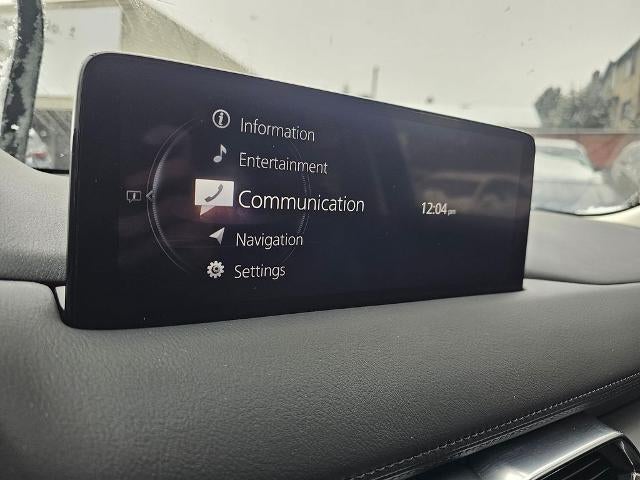 Information
Entertainment
Communication
12:04 pm
Navigation
Settings